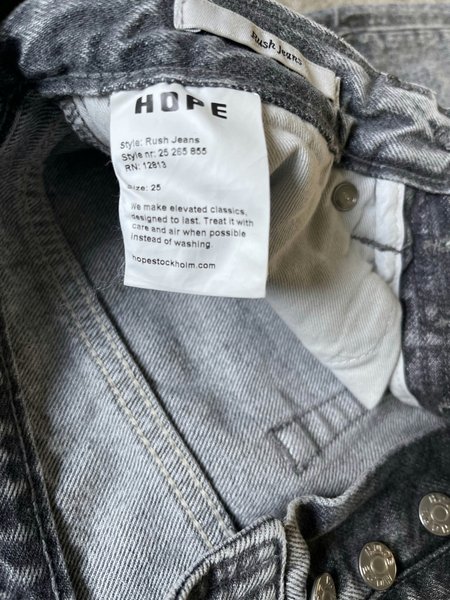 Rush Jeans
HOPE
Style: Rush Jeans
Style nr: 25 265 855
RN: 12813
ize: 25
We make elevated classics,
designed to last. Treat it with
care and air when possible
instead of washing.
hopestockholm.com